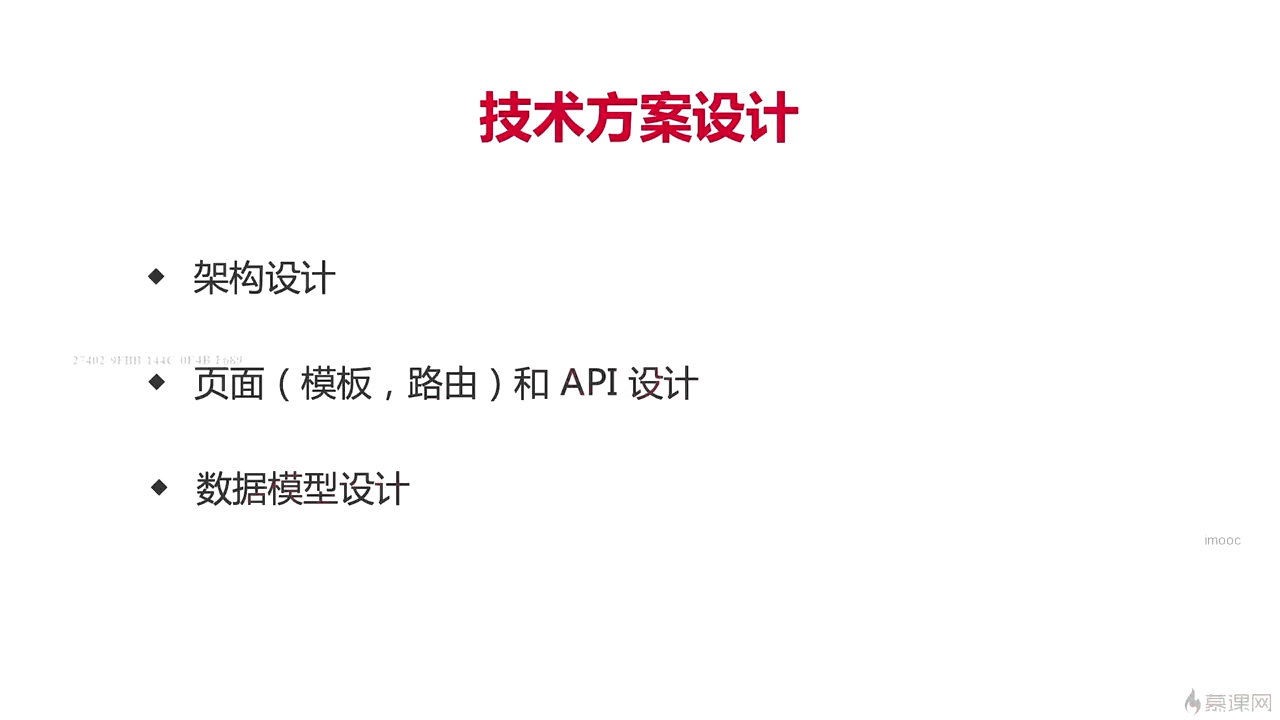 技术方案设计
◆ 架构设计
◆ 页面（模板，路由）和 API 设计
◆ 数据模型设计
imooc
慕课网